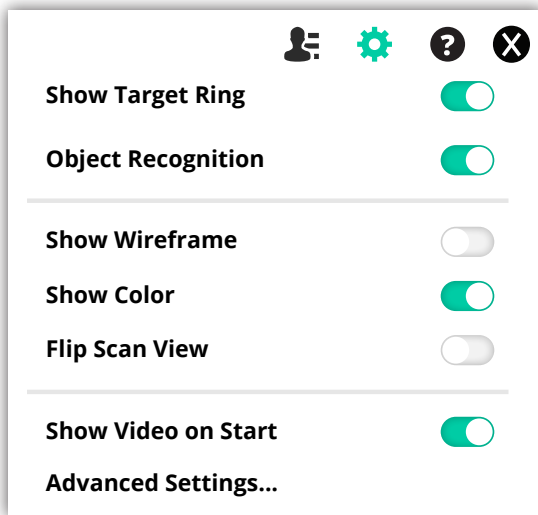 ?
X
Show Target Ring
Object Recognition
Show Wireframe
Show Color
Flip Scan View
Show Video on Start
Advanced Settings...